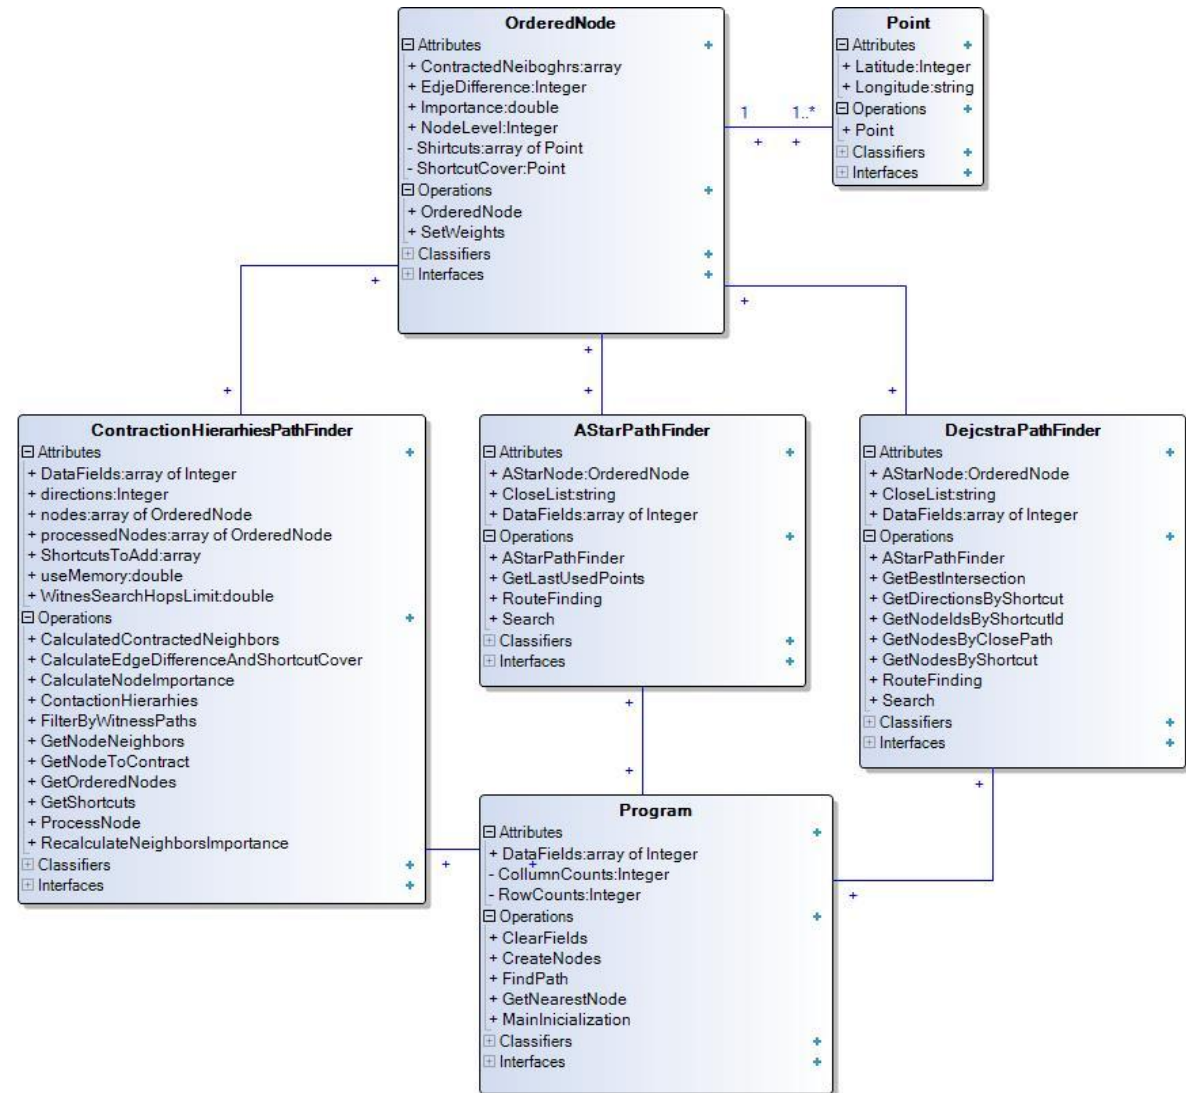 OrderedNode
Attributes
+ ContractedNeiboghrs:array
+ EdjeDifference:Integer
+ Importance:double
+ NodeLevel:Integer
- Shirtcuts:array of Point
- ShortcutCover:Point
Operations
+ OrderedNode
+ SetWeights
Classifiers
Interfaces
Point
Attributes
+ Latitude:Integer
+ Longitude:string
Operations
+ Point
Classifiers
Interfaces
1 1..*
+ +
+
+
+
+
+
+
ContractionHierarhiesPathFinder
Attributes
+ DataFields:array of Integer
+ directions:Integer
+ nodes:array of OrderedNode
+ processedNodes:array of OrderedNode
+ ShortcutsToAdd:array
+ useMemory:double
+ WitnesSearchHopsLimit:double
Operations
+ CalculatedContractedNeighbors
+ CalculateEdgeDifferenceAndShortcutCover
+ CalculateNodeImportance
+ ContactionHierarhies
+ FilterByWitnessPaths
+ GetNodeNeighbors
+ GetNodeToContract
+ GetOrderedNodes
+ GetShortcuts
+ ProcessNode
+ RecalculateNeighborsImportance
Classifiers
Interfaces
AStarPathFinder
Attributes
+ AStarNode:OrderedNode
+ CloseList:string
+ DataFields:array of Integer
Operations
+ AStarPathFinder
+ GetLastUsedPoints
+ RouteFinding
+ Search
Classifiers
Interfaces
DejcstraPathFinder
Attributes
+ AStarNode:OrderedNode
+ CloseList:string
+ DataFields:array of Integer
Operations
+ AStarPathFinder
+ GetBestIntersection
+ GetDirectionsByShortcut
+ GetNodeIdsByShortcutId
+ GetNodesByClosePath
+ GetNodesByShortcut
+ RouteFinding
+ Search
Classifiers
Interfaces
+
+
+
+
+ +
Program
Attributes
+ DataFields:array of Integer
- CollumnCounts:Integer
- RowCounts:Integer
Operations
+ ClearFields
+ CreateNodes
+ FindPath
+ GetNearestNode
+ MainInicialization
Classifiers
Interfaces